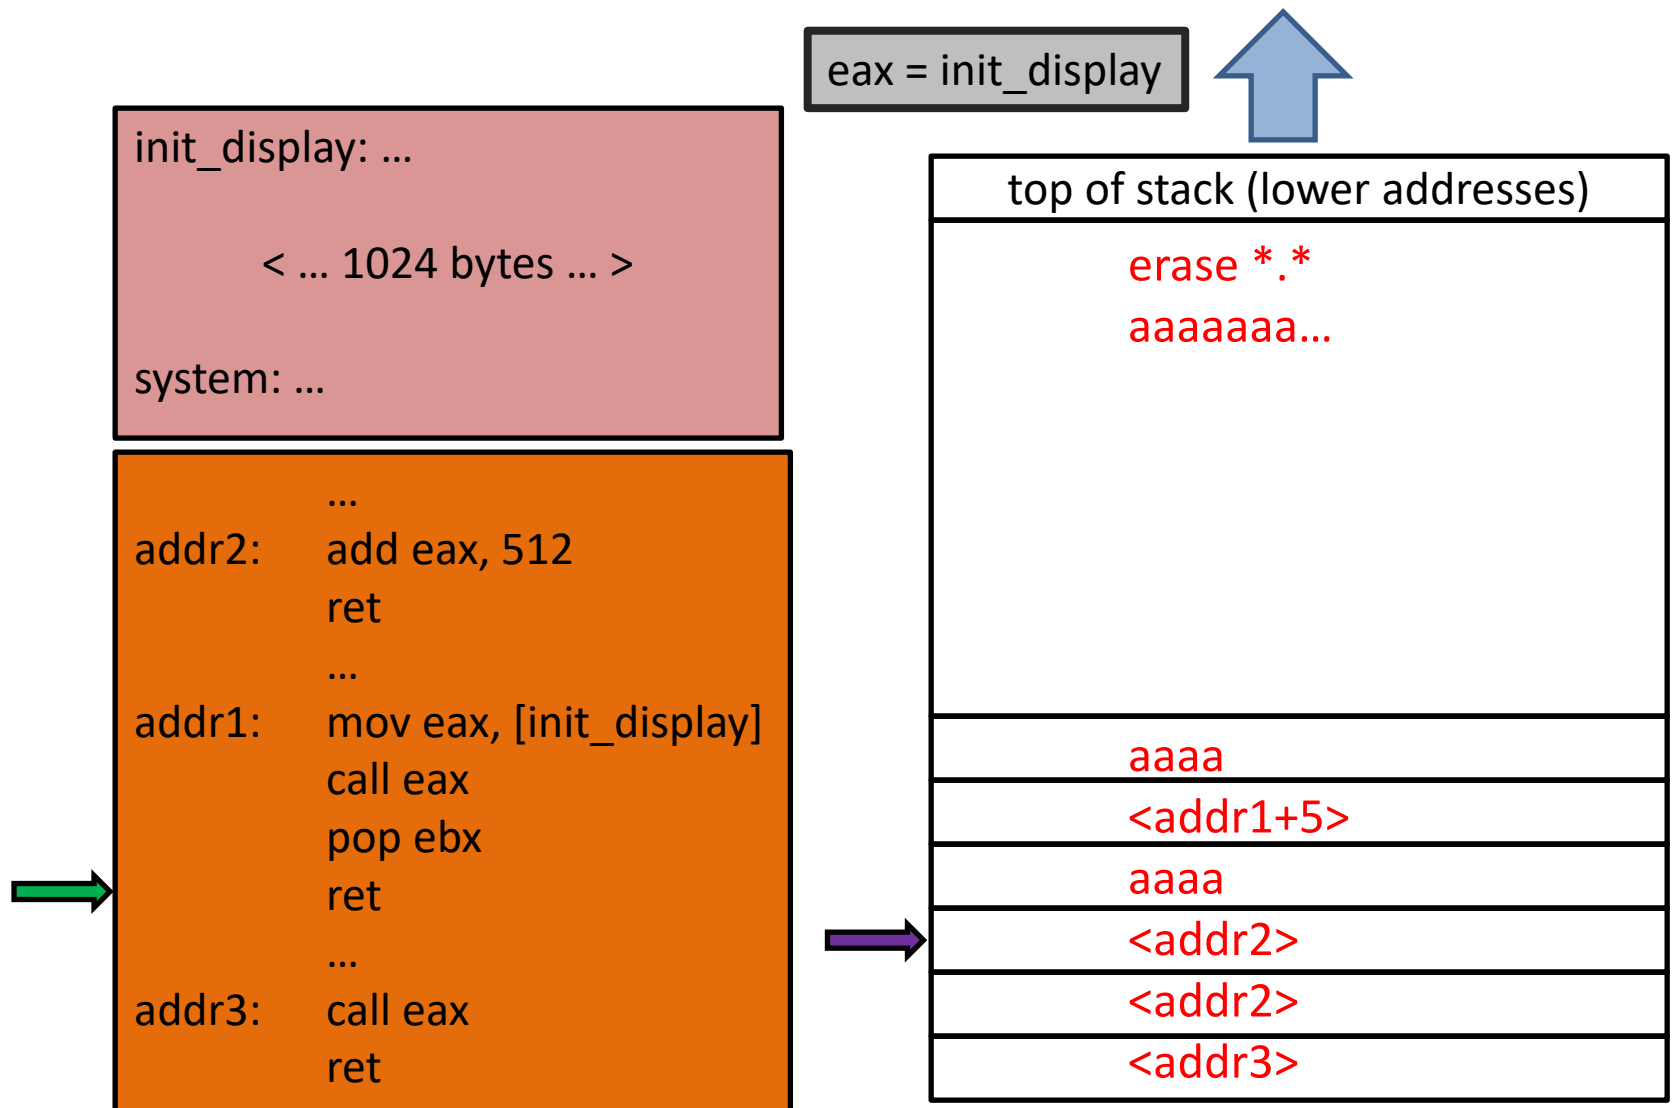 eax = init_display
init_display: …
< … 1024 bytes … >
system: …
…
addr2: add eax, 512
ret
…
addr1: mov eax, [init_display]
call eax
pop ebx
ret
…
addr3: call eax
ret
top of stack (lower addresses)
erase *.*
aaaaaaa…
aaaa
<addr1+5>
aaaa
<addr2>
<addr2>
<addr3>